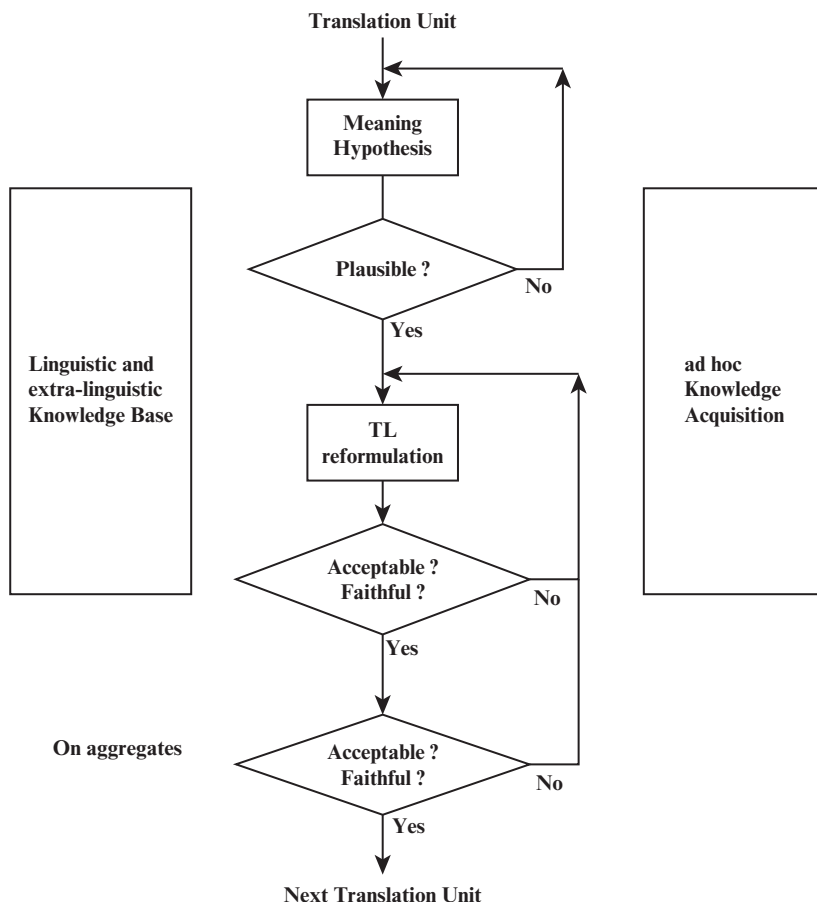 Translation Unit
Meaning
Hypothesis
Plausible ?
No
Yes
Linguistic and
extra-linguistic
Knowledge Base
ad hoc
Knowledge
Acquisition
TL
reformulation
Acceptable ?
Faithful ?
No
Yes
On aggregates
Acceptable ?
Faithful ?
No
Yes
Next Translation Unit